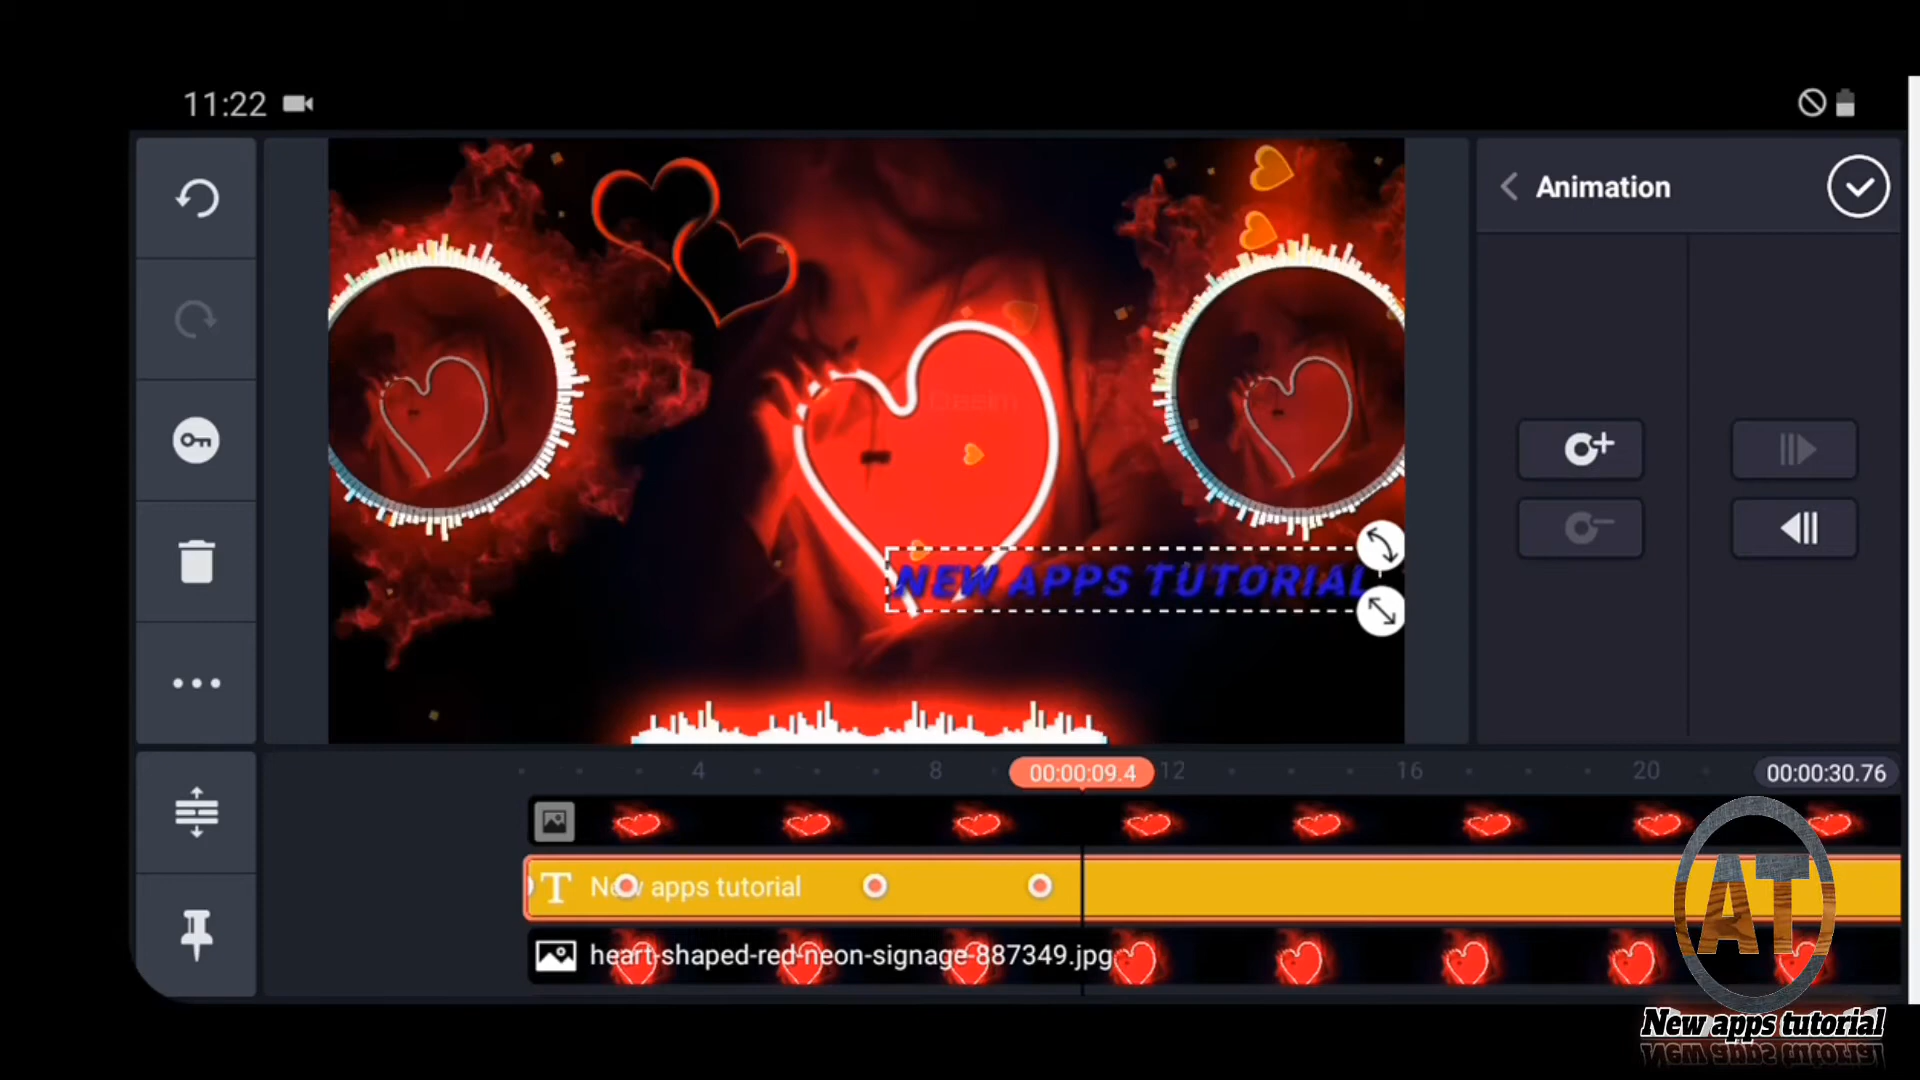 11:22
Animation
NEW APPS TUTORIAL
4
8
00:00:09.4
12
16
20
00:00:30.76
T New apps tutorial
heart-shaped-red-neon-signage-887349.jpg
AT
New apps tutorial